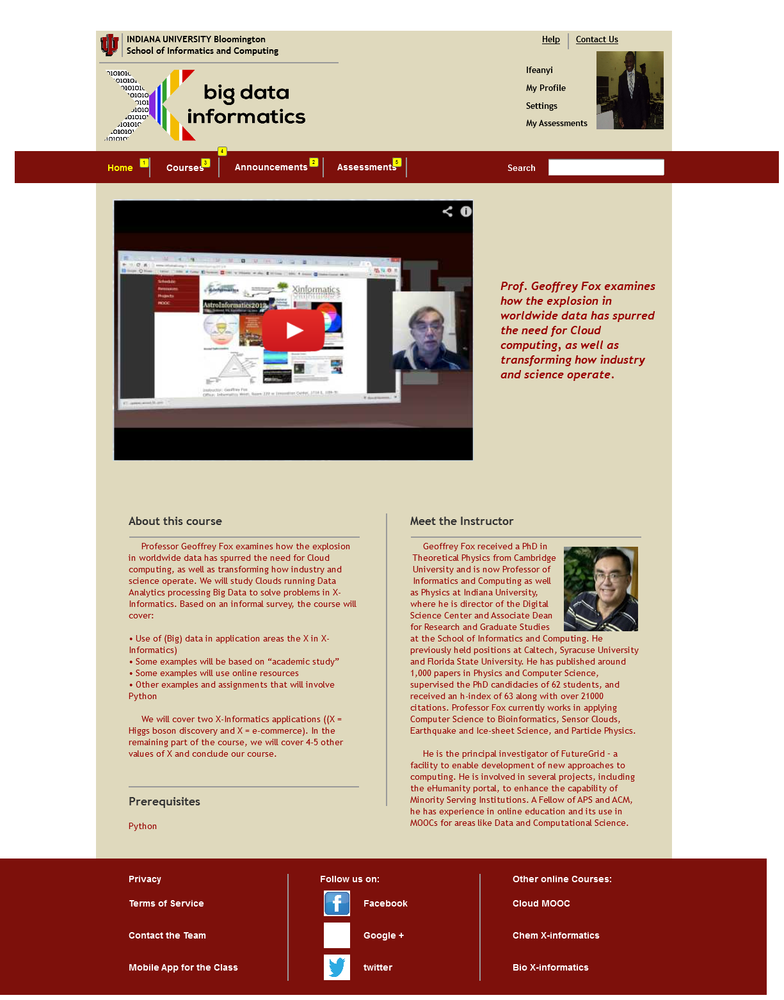 INDIANA UNIVERSITY Bloomington
School of Informatics and Computing
Help
Contact Us
big data
informatics
Ifeanyi
My Profile
Settings
My Assessments
Home
1
Courses
3
4
Announcements
2
Assessments
5
Search
Schedule
Resources
Projects
MOOC
Xinformatics
AstroInformatics2012
Instructor: Geoffrey Fox
Prof. Geoffrey Fox examines
how the explosion in
worldwide data has spurred
the need for Cloud
computing, as well as
transforming how industry
and science operate.
About this course
Professor Geoffrey Fox examines how the explosion
in worldwide data has spurred the need for Cloud
computing, as well as transforming how industry and
science operate. We will study Clouds running Data
Analytics processing Big Data to solve problems in X-
Informatics. Based on an informal survey, the course will
cover:
• Use of (Big) data in application areas the X in X-
Informatics)
• Some examples will be based on “academic study”
• Some examples will use online resources
• Other examples and assignments that will involve
Python
We will cover two X-Informatics applications ((X =
Higgs boson discovery and X = e-commerce). In the
remaining part of the course, we will cover 4-5 other
values of X and conclude our course.
Prerequisites
Python
Meet the Instructor
Geoffrey Fox received a PhD in
Theoretical Physics from Cambridge
University and is now Professor of
Informatics and Computing as well
as Physics at Indiana University,
where he is director of the Digital
Science Center and Associate Dean
for Research and Graduate Studies
at the School of Informatics and Computing. He
previously held positions at Caltech, Syracuse University
and Florida State University. He has published around
1,000 papers in Physics and Computer Science,
supervised the PhD candidacies of 62 students, and
received an h-index of 63 along with over 21000
citations. Professor Fox currently works in applying
Computer Science to Bioinformatics, Sensor Clouds,
Earthquake and Ice-sheet Science, and Particle Physics.
He is the principal investigator of FutureGrid – a
facility to enable development of new approaches to
computing. He is involved in several projects, including
the eHumanity portal, to enhance the capability of
Minority Serving Institutions. A Fellow of APS and ACM,
he has experience in online education and its use in
MOOCs for areas like Data and Computational Science.
Privacy
Terms of Service
Contact the Team
Mobile App for the Class
Follow us on:
Facebook
Google +
twitter
Other online Courses:
Cloud MOOC
Chem X-informatics
Bio X-informatics